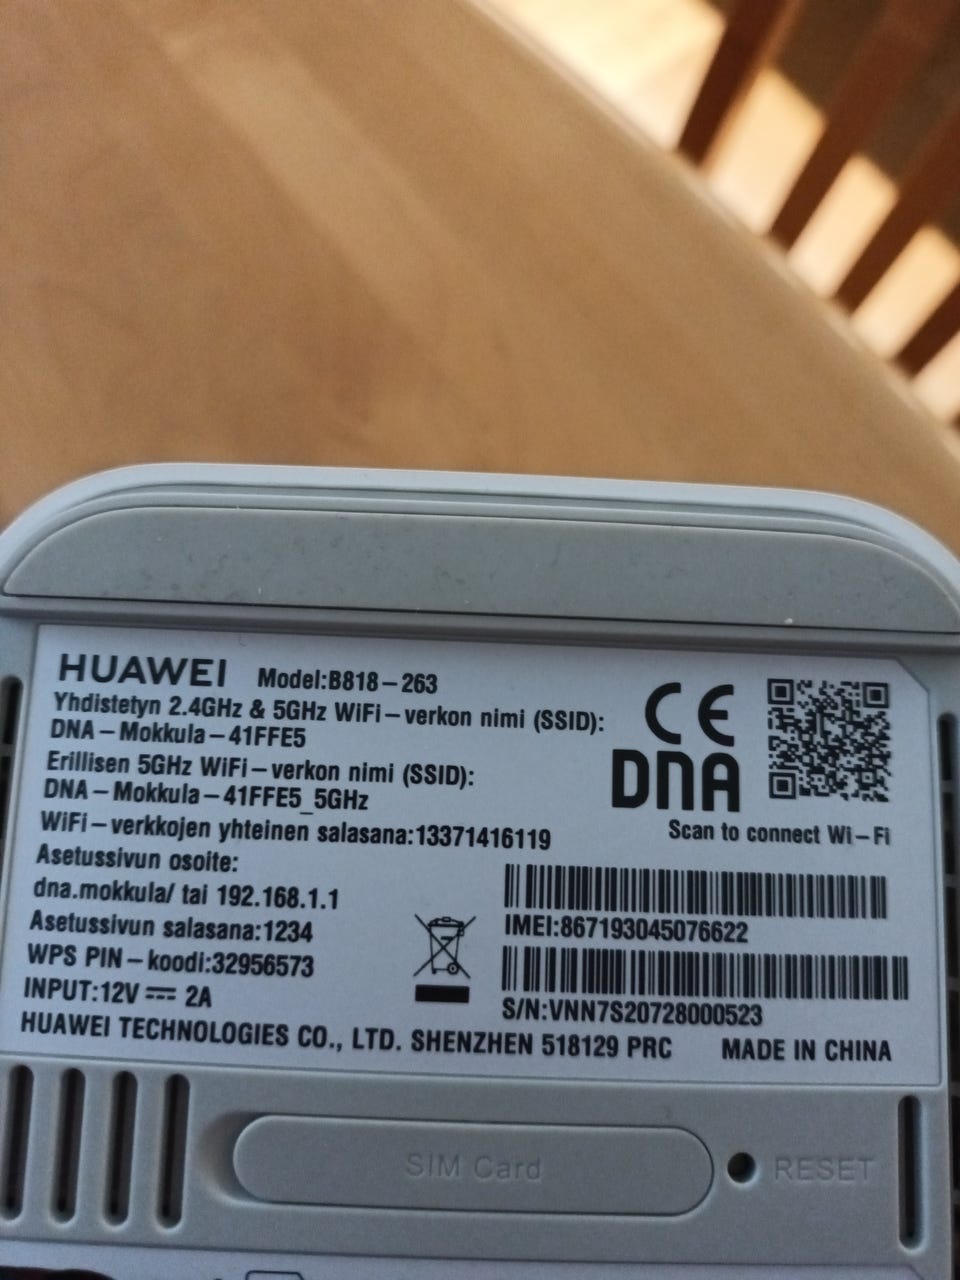 HUAWEI Model:B818-263
Yhdistetyn 2.4GHz & 5GHz WiFi-verkon nimi (SSID):
DNA-Mokkula-41FFE5
Erillisen 5GHz WiFi-verkon nimi (SSID):
DNA-Mokkula-41FFE5_5GHz
WiFi-verkkojen yhteinen salasana:13371416119
Asetussivun osoite:
dna.mokkula/ tai 192.168.1.1
Asetussivun salasana:1234
WPS PIN-koodi:32956573
INPUT:12V 2A
HUAWEI TECHNOLOGIES CO., LTD. SHENZHEN 518129 PRC
CE
DNA
Scan to connect Wi-Fi
IMEI:867193045076622
S/N:VNN7S20728000523
MADE IN CHINA
SIM Card
RESET